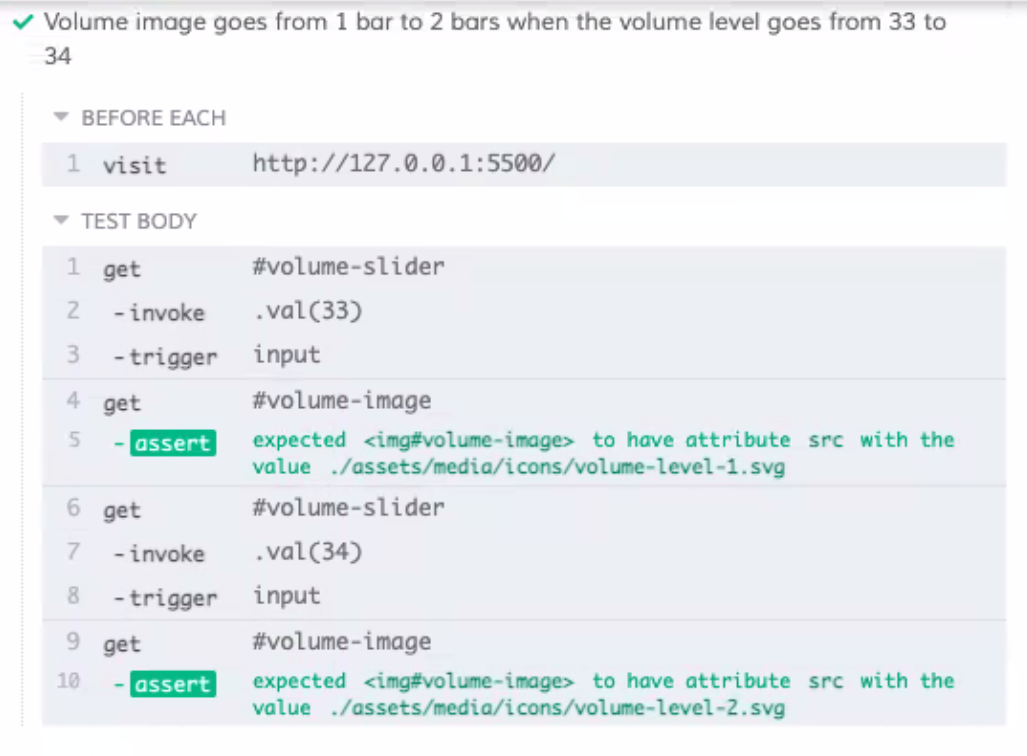 Volume image goes from 1 bar to 2 bars when the volume level goes from 33 to
34
BEFORE EACH
1 visit http://127.0.0.1:5500/
TEST BODY
1 get #volume-slider
2 -invoke .val(33)
3 -trigger input
4 get #volume-image
5 -assert expected <img#volume-image> to have attribute src with the
value ./assets/media/icons/volume-level-1.svg
6 get #volume-slider
7 -invoke .val(34)
8 -trigger input
9 get #volume-image
10 -assert expected <img#volume-image> to have attribute src with the
value ./assets/media/icons/volume-level-2.svg